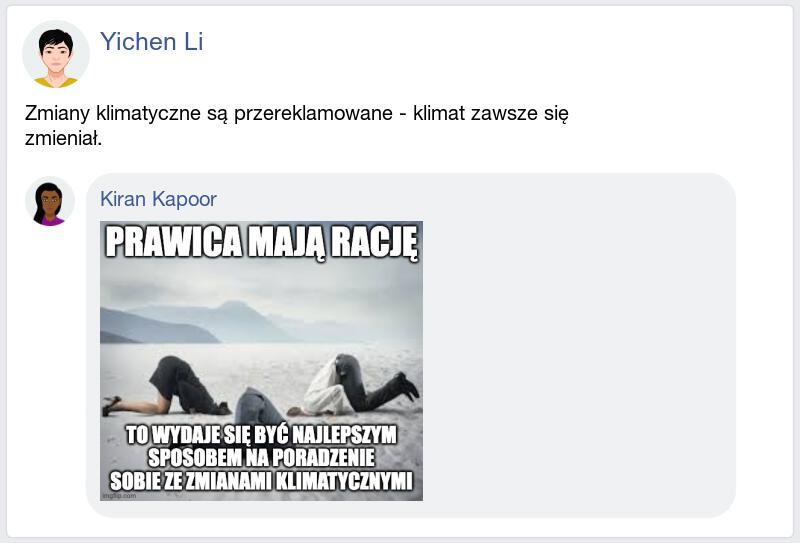 Yichen Li
Zmiany klimatyczne są przereklamowane - klimat zawsze się
zmieniał.
Kiran Kapoor
PRAWICA MAJĄ RACJĘ
TO WYDAJE SIĘ BYĆ NAJLEPSZYM
SPOSOBEM NA PORADZENIE
SOBIE ZE ZMIANAMI KLIMATYCZNYMI
imgflip.com